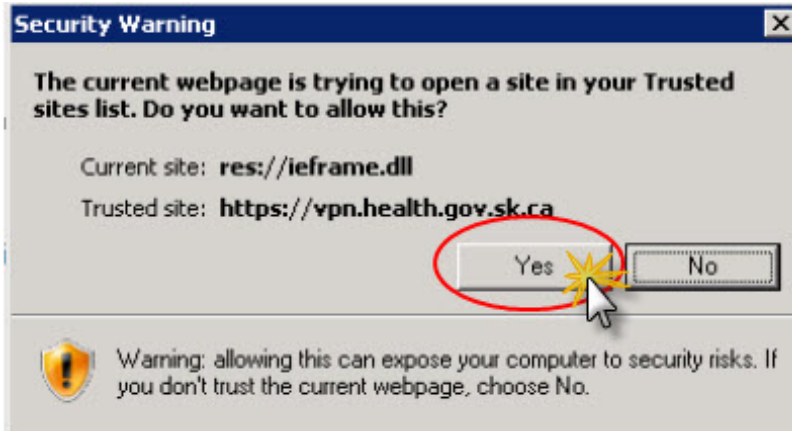 Security Warning
The current webpage is trying to open a site in your Trusted
sites list. Do you want to allow this?
Current site: res://ieframe.dll
Trusted site: https://vpn.health.gov.sk.ca
Yes No
Warning: allowing this can expose your computer to security risks. If
you don't trust the current webpage, choose No.